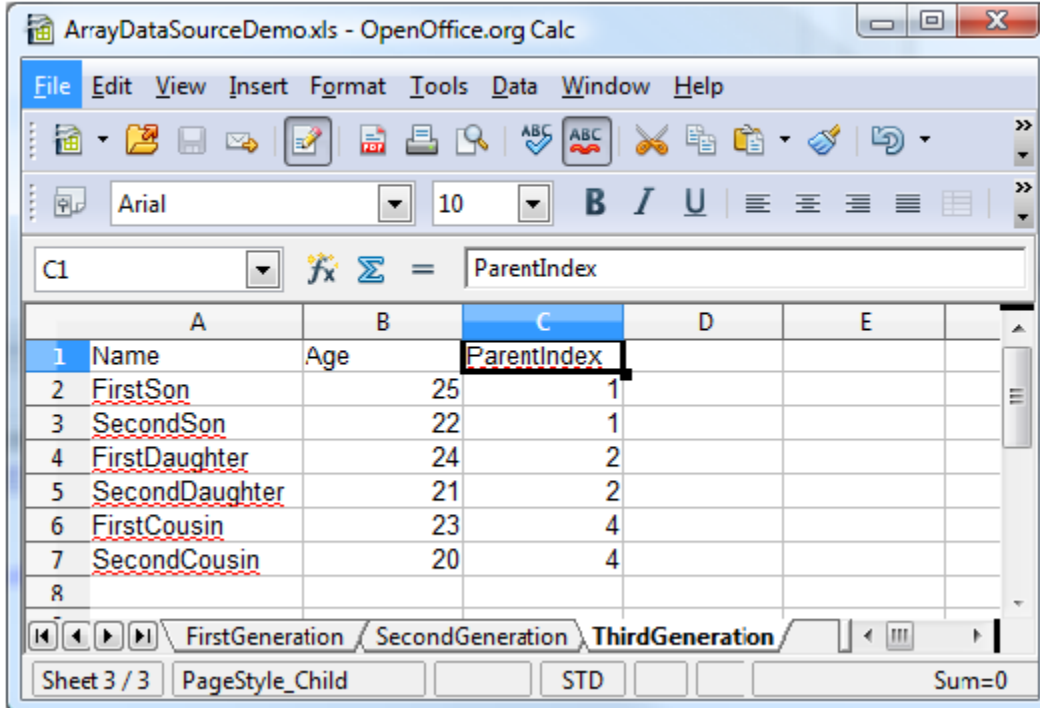 ArrayDataSourceDemo.xls - OpenOffice.org Calc
File Edit View Insert Format Tools Data Window Help
ABC ABC
Arial 10 B I U
C1 fx Σ = ParentIndex
A B C D E
1 Name Age ParentIndex
2 FirstSon 25 1
3 SecondSon 22 1
4 FirstDaughter 24 2
5 SecondDaughter 21 2
6 FirstCousin 23 4
7 SecondCousin 20 4
8
FirstGeneration SecondGeneration ThirdGeneration
Sheet 3 / 3 PageStyle_Child STD Sum=0